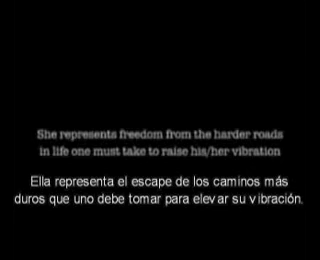 She represents freedom from the harder roads
in life one must take to raise his/her vibration
Ella representa el escape de los caminos más
duros que uno debe tomar para elevar su vibración.